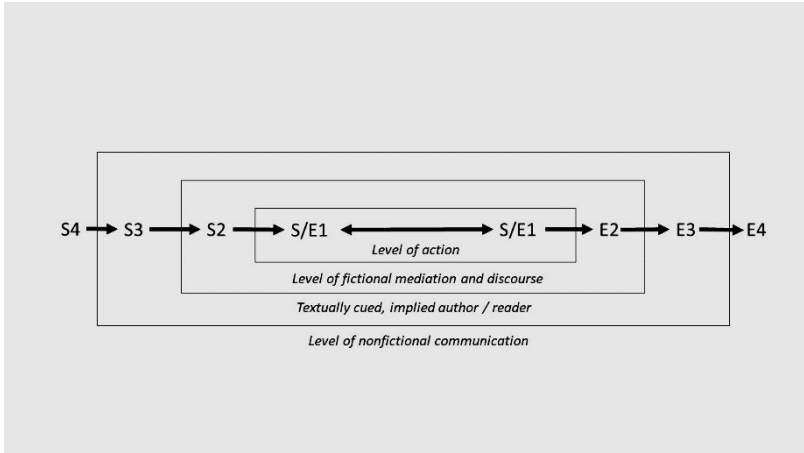 S4 S3 S2 S/E1 S/E1 E2 E3 E4
Level of action
Level of fictional mediation and discourse
Textually cued, implied author / reader
Level of nonfictional communication